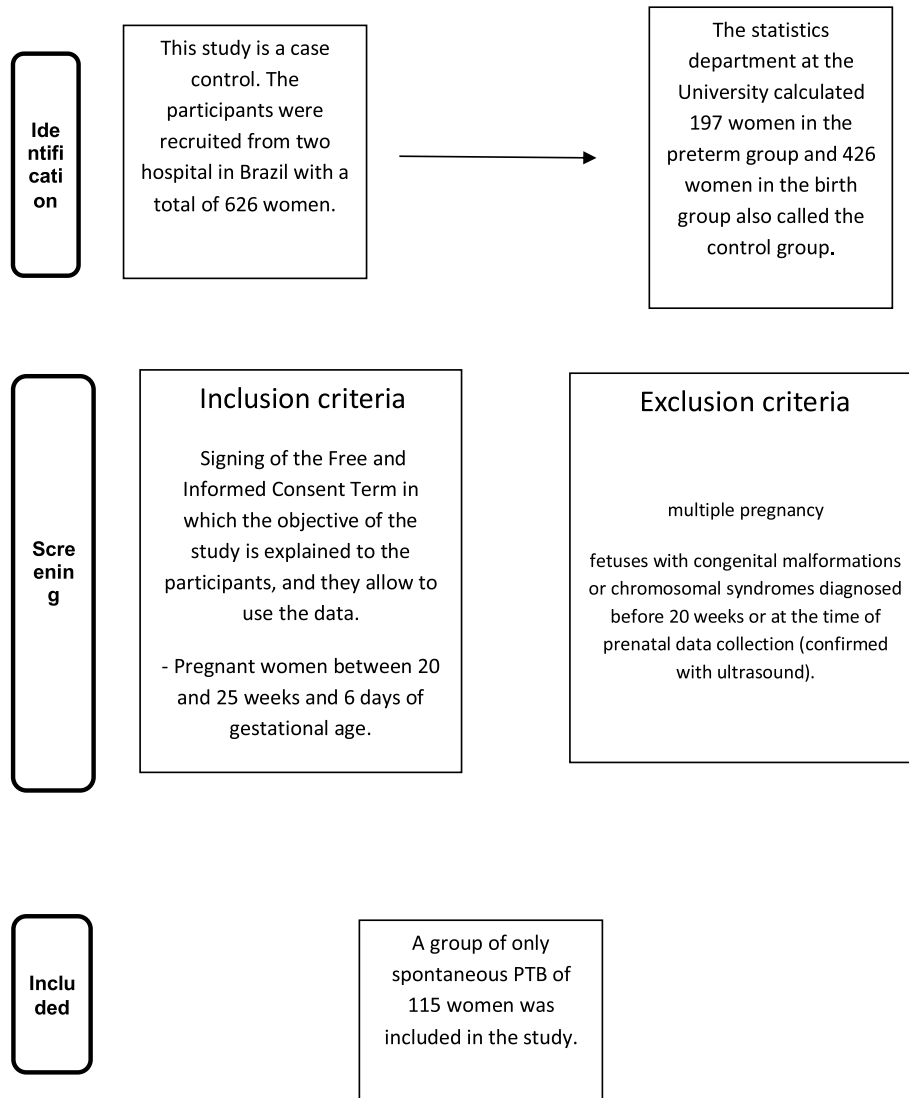 Ide
ntifi
cati
on
This study is a case
control. The
participants were
recruited from two
hospital in Brazil with a
total of 626 women.
The statistics
department at the
University calculated
197 women in the
preterm group and 426
women in the birth
group also called the
control group.
Scre
enin
g
Inclusion criteria
Signing of the Free and
Informed Consent Term in
which the objective of the
study is explained to the
participants, and they allow to
use the data.
- Pregnant women between 20
and 25 weeks and 6 days of
gestational age.
Exclusion criteria
multiple pregnancy
fetuses with congenital malformations
or chromosomal syndromes diagnosed
before 20 weeks or at the time of
prenatal data collection (confirmed
with ultrasound).
Inclu
ded
A group of only
spontaneous PTB of
115 women was
included in the study.